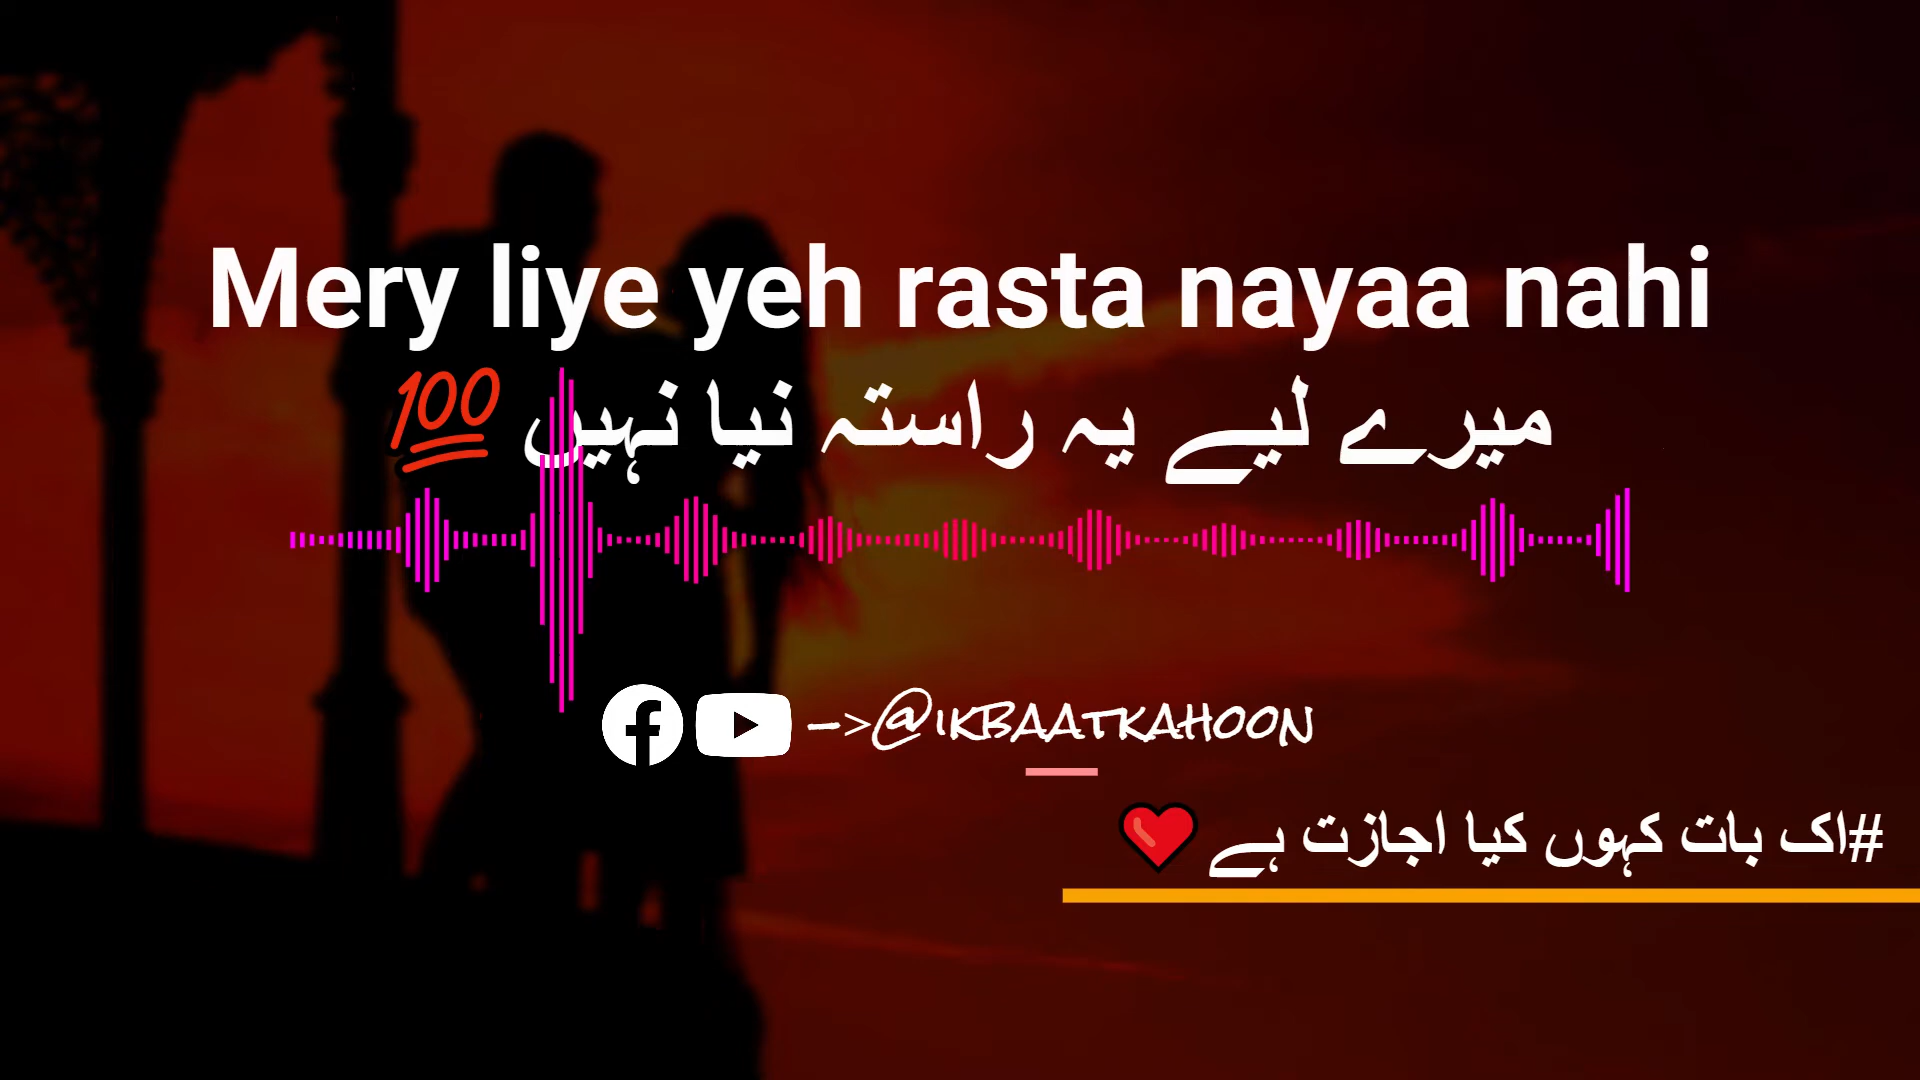 Mery liye yeh rasta nayaa nahi
میرے لیے یہ راستہ نیا نہیں 💯
–>@ikbaatkahoon
#اک بات کہوں کیا اجازت ہے ❤